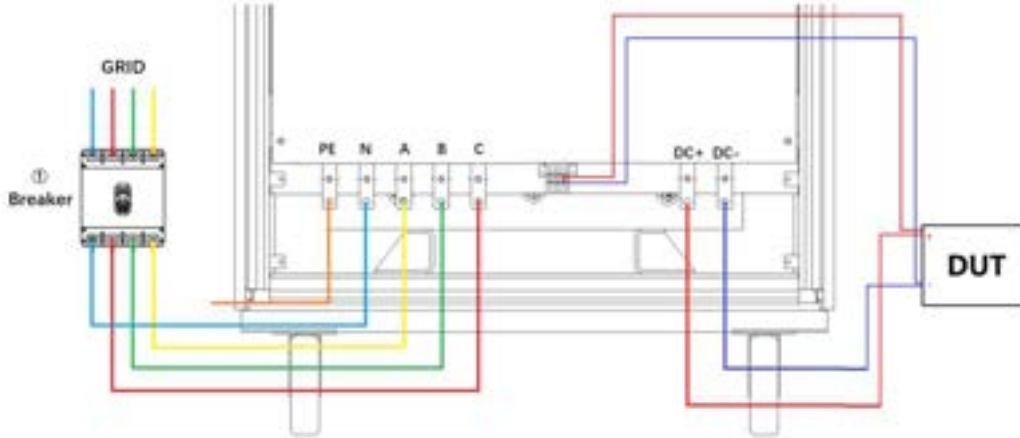 GRID
①
Breaker
PE N A B C
DC+ DC-
+
DUT
-